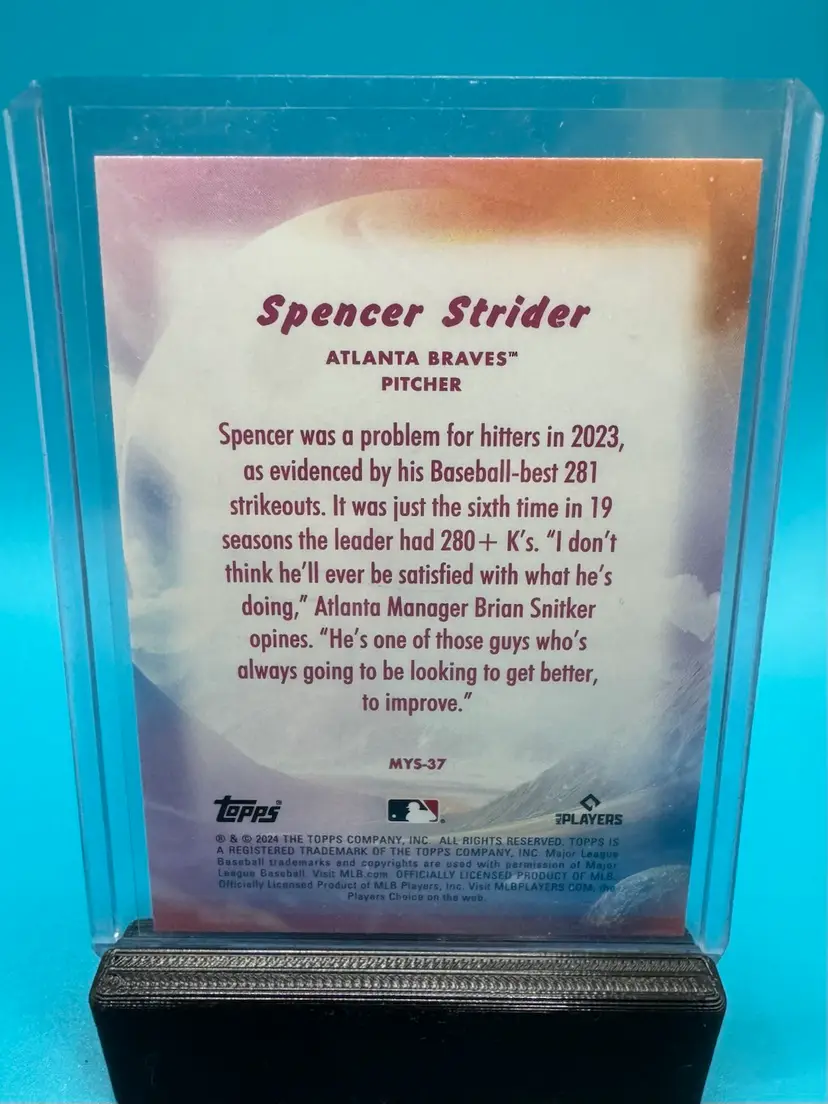 Spencer Strider
ATLANTA BRAVES™
PITCHER
Spencer was a problem for hitters in 2023,
as evidenced by his Baseball-best 281
strikeouts. It was just the sixth time in 19
seasons the leader had 280+ K's. "I don't
think he'll ever be satisfied with what he's
doing," Atlanta Manager Brian Snitker
opines. "He's one of those guys who's
always going to be looking to get better,
to improve."
MYS-37
topps®
MLB PLAYERS
® & © 2024 THE TOPPS COMPANY, INC. ALL RIGHTS RESERVED. TOPPS IS
A REGISTERED TRADEMARK OF THE TOPPS COMPANY, INC. Major League
Baseball trademarks and copyrights are used with permission of Major
League Baseball. Visit MLB.com. OFFICIALLY LICENSED PRODUCT OF MLB
Officially Licensed Product of MLB Players, Inc. Visit MLBPLAYERS.COM, the
Players Choice on the web.